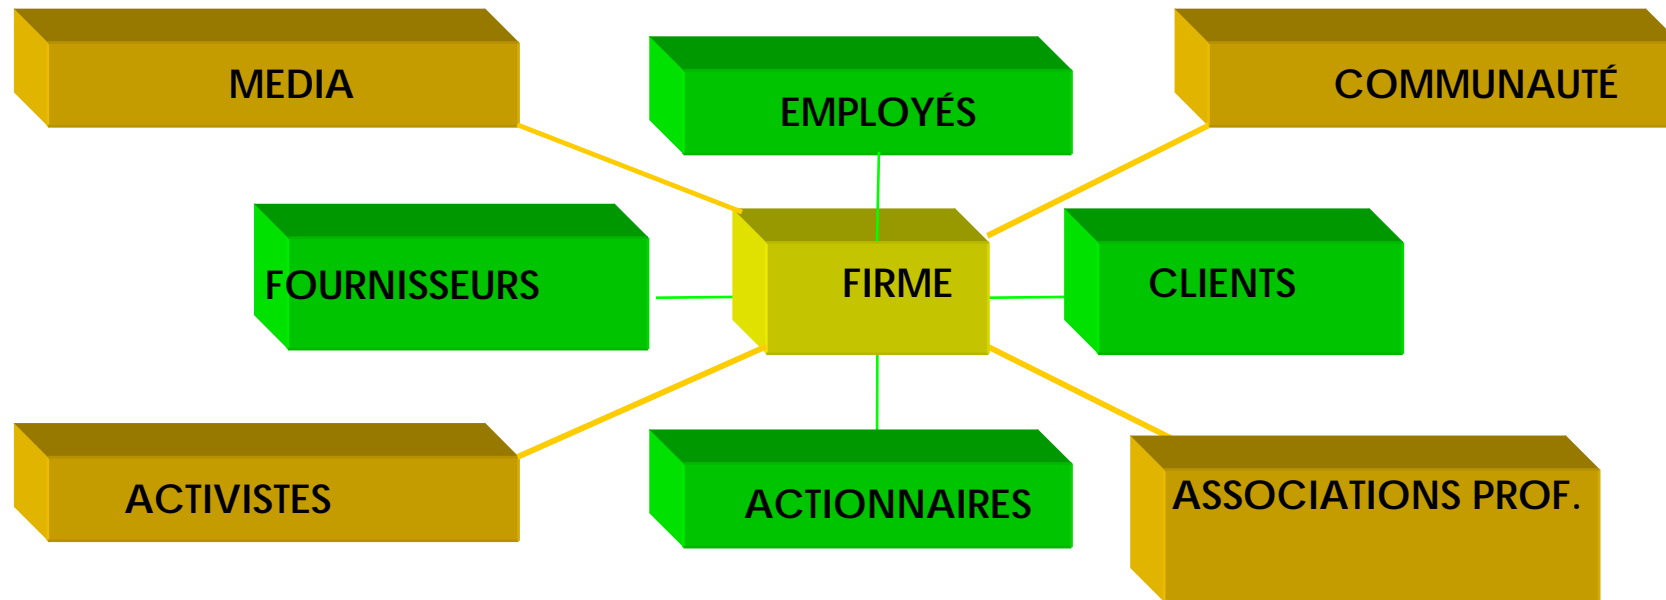 MEDIA
EMPLOYÉS
COMMUNAUTÉ
FOURNISSEURS
FIRME
CLIENTS
ACTIVISTES
ACTIONNAIRES
ASSOCIATIONS PROF.